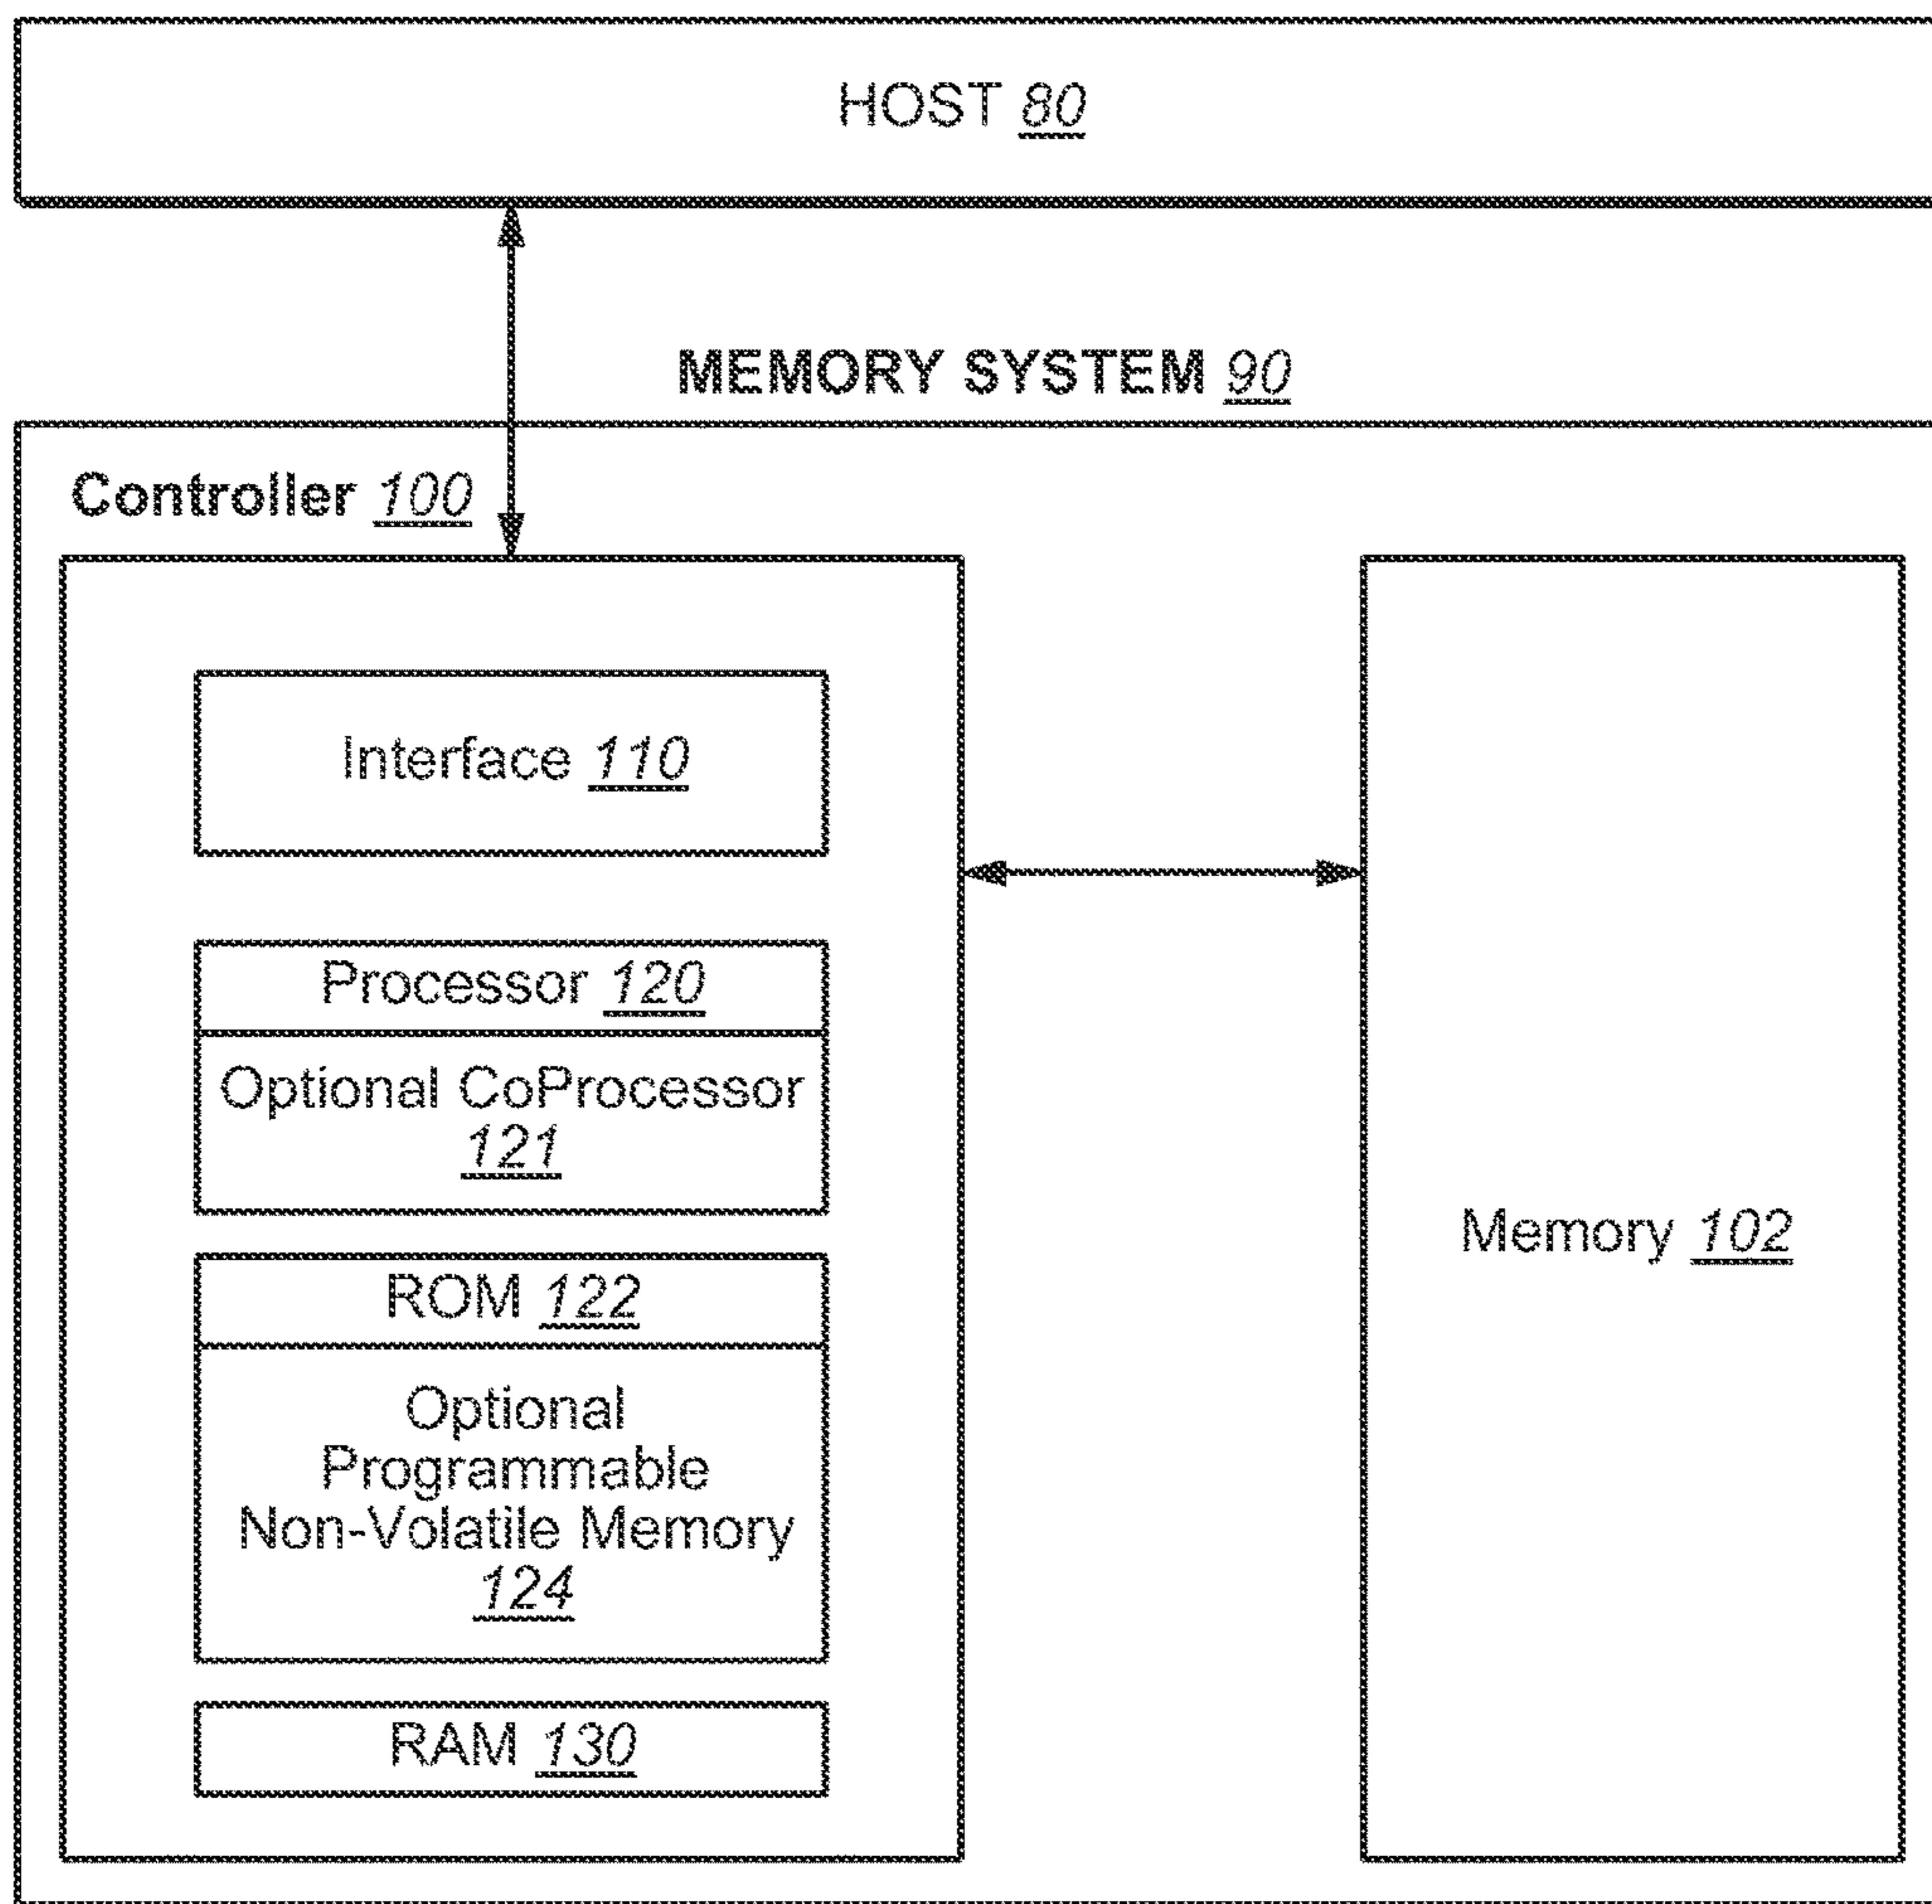 HOST 80
MEMORY SYSTEM 90
Controller 100
Interface 110
Processor 120
Optional CoProcessor
121
ROM 122
Optional
Programmable
Non-Volatile Memory
124
RAM 130
Memory 102